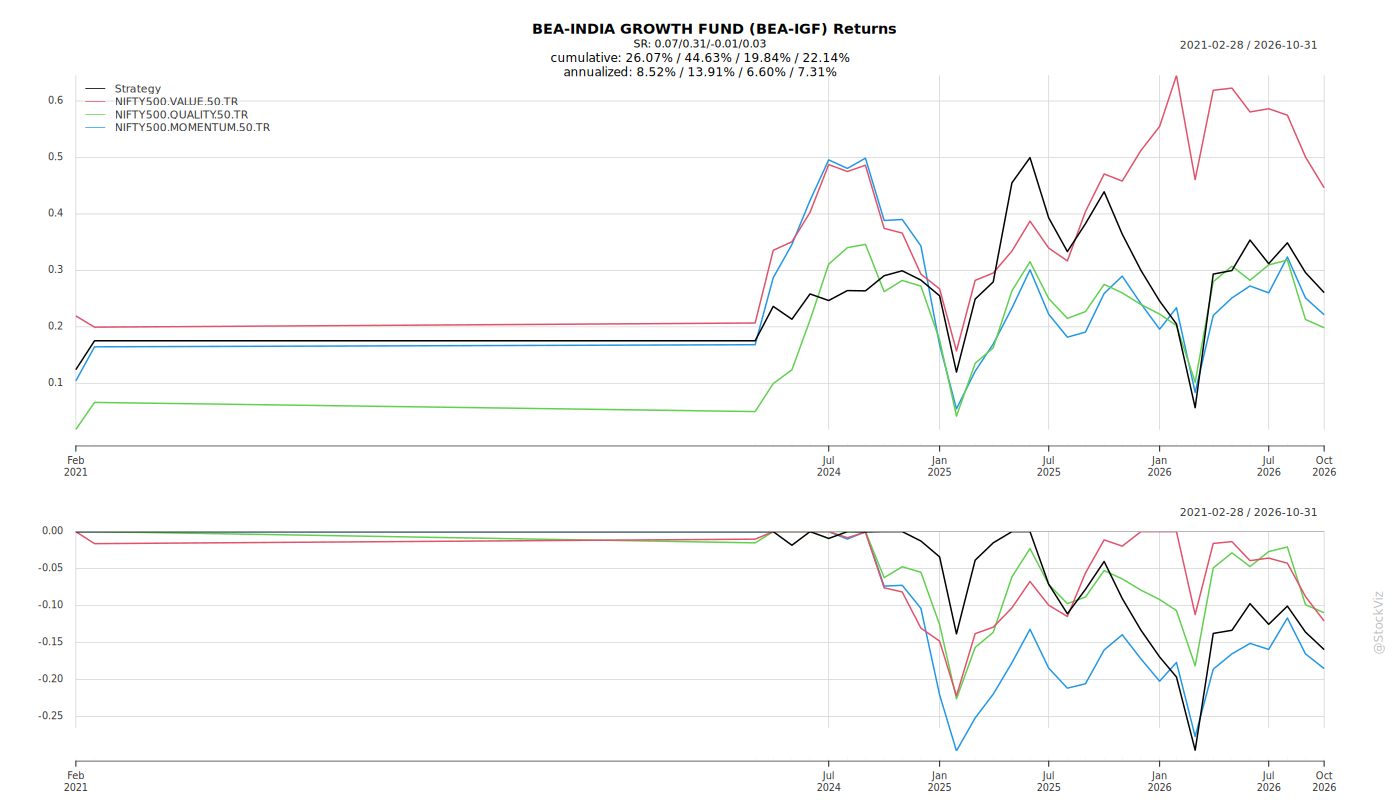 BEA-INDIA GROWTH FUND (BEA-IGF) Returns
SR: 0.07/0.31/-0.01/0.03
cumulative: 26.07% / 44.63% / 19.84% / 22.14%
annualized: 8.52% / 13.91% / 6.60% / 7.31%
2021-02-28 / 2026-10-31
Strategy
NIFTY500.VALUE.50.TR
NIFTY500.QUALITY.50.TR
NIFTY500.MOMENTUM.50.TR
0.6
0.5
0.4
0.3
0.2
0.1
Feb 2021
Jul 2024
Jan 2025
Jul 2025
Jan 2026
Jul 2026
Oct 2026
2021-02-28 / 2026-10-31
0.00
-0.05
-0.10
-0.15
-0.20
-0.25
Feb 2021
Jul 2024
Jan 2025
Jul 2025
Jan 2026
Jul 2026
Oct 2026
@StockViz